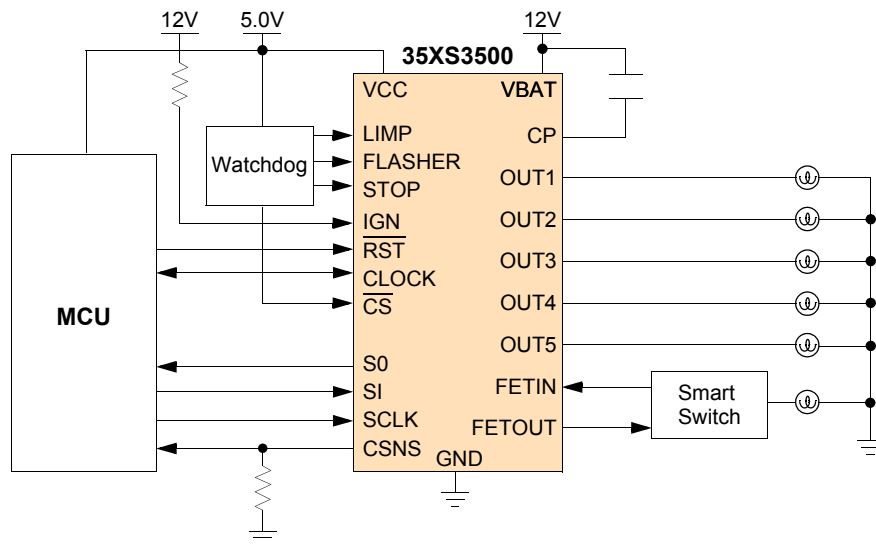 12V
5.0V
12V
35XS3500
VCC
VBAT
CP
LIMP
FLASHER
STOP
Watchdog
IGN
RST
CLOCK
CS
MCU
S0
SI
SCLK
CSNS
GND
OUT1
OUT2
OUT3
OUT4
OUT5
FETIN
FETOUT
Smart
Switch